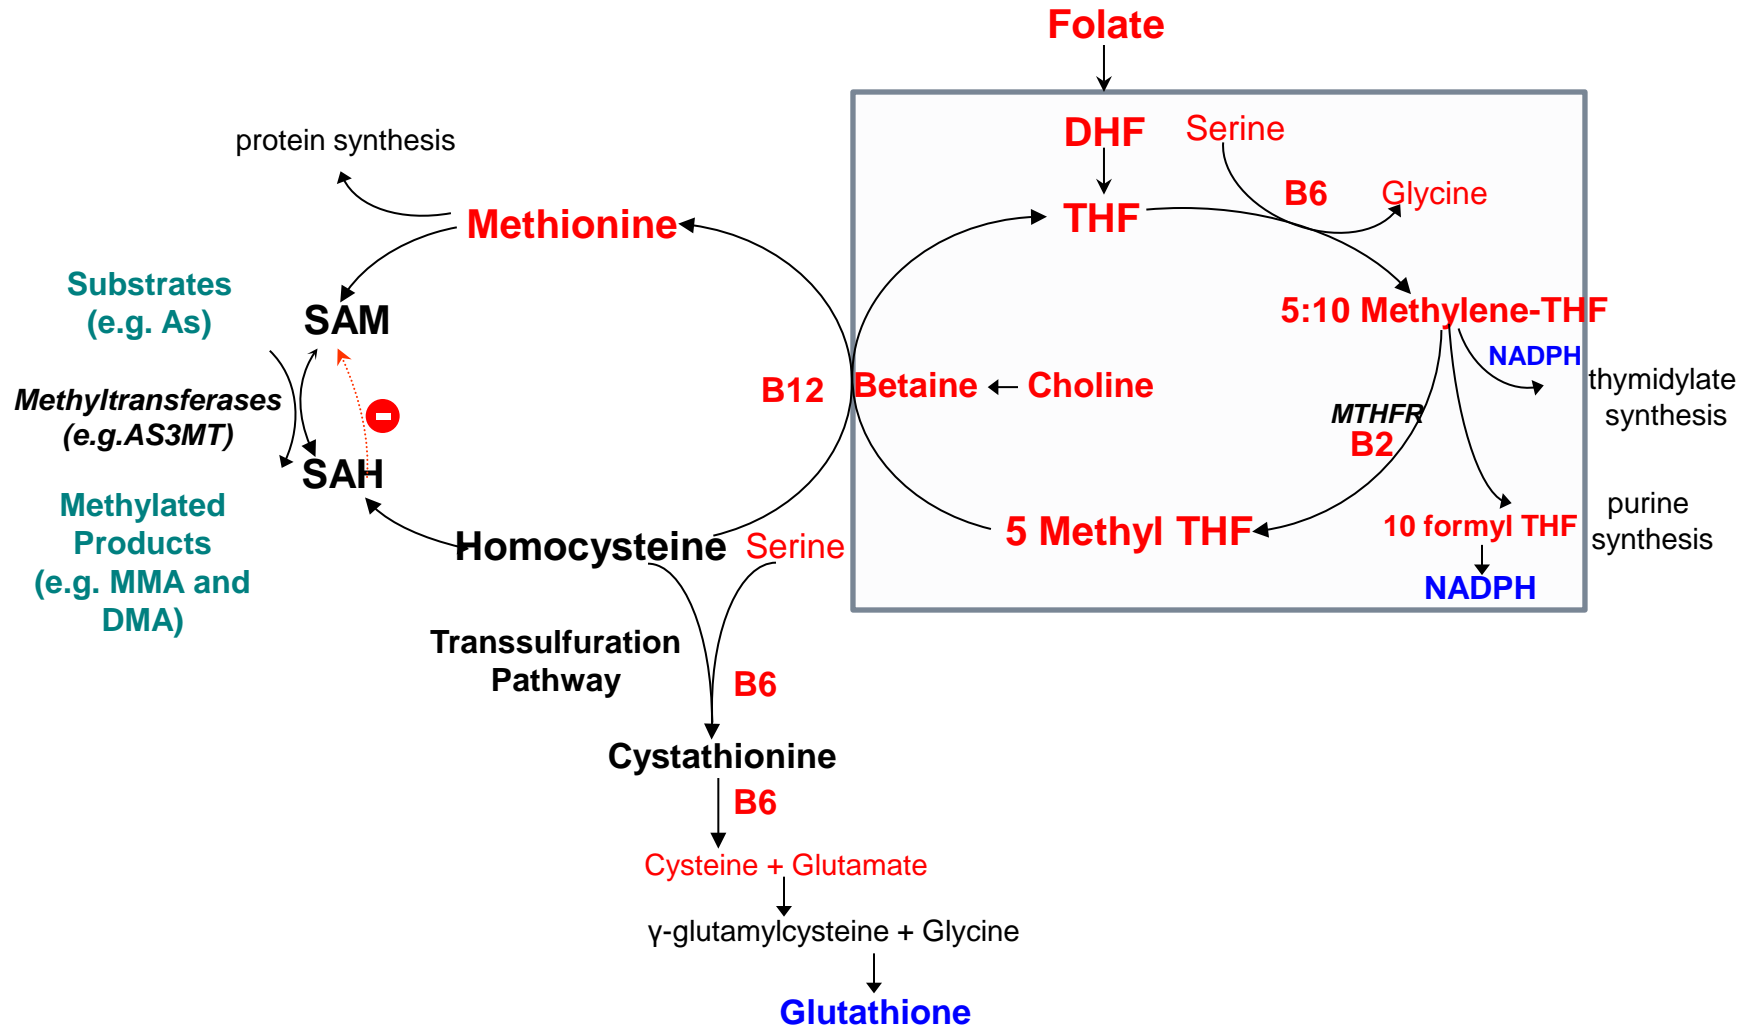 Folate
DHF
Serine
protein synthesis
B6
Glycine
Methionine
THF
Substrates
(e.g. As)
SAM
5:10 Methylene-THF
NADPH
thymidylate
synthesis
Methyltransferases
(e.g.AS3MT)
B12
Betaine
Choline
MTHFR
B2
SAH
Methylated
Products
(e.g. MMA and
DMA)
Homocysteine
Serine
5 Methyl THF
10 formyl THF
purine
synthesis
NADPH
Transsulfuration
Pathway
B6
Cystathionine
B6
Cysteine + Glutamate
γ-glutamylcysteine + Glycine
Glutathione